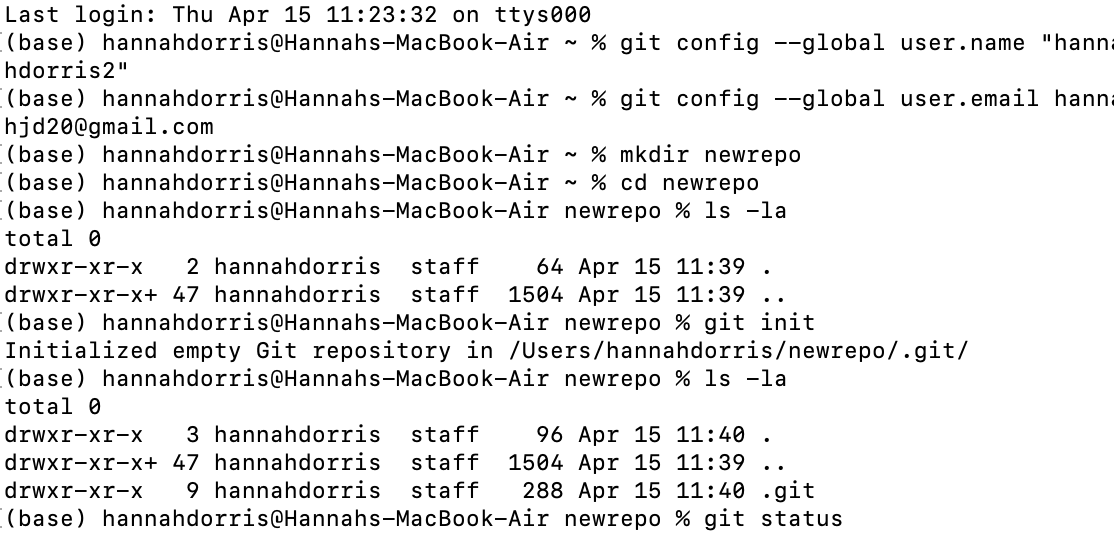 Last login: Thu Apr 15 11:23:32 on ttys000
(base) hannahdorris@Hannahs-MacBook-Air ~ % git config --global user.name "hanna
hdorris2"
(base) hannahdorris@Hannahs-MacBook-Air ~ % git config --global user.email hanna
hjd20@gmail.com
(base) hannahdorris@Hannahs-MacBook-Air ~ % mkdir newrepo
(base) hannahdorris@Hannahs-MacBook-Air ~ % cd newrepo
(base) hannahdorris@Hannahs-MacBook-Air newrepo % ls -la
total 0
drwxr-xr-x   2 hannahdorris  staff    64 Apr 15 11:39 .
drwxr-xr-x+ 47 hannahdorris  staff  1504 Apr 15 11:39 ..
(base) hannahdorris@Hannahs-MacBook-Air newrepo % git init
Initialized empty Git repository in /Users/hannahdorris/newrepo/.git/
(base) hannahdorris@Hannahs-MacBook-Air newrepo % ls -la
total 0
drwxr-xr-x   3 hannahdorris  staff    96 Apr 15 11:40 .
drwxr-xr-x+ 47 hannahdorris  staff  1504 Apr 15 11:39 ..
drwxr-xr-x   9 hannahdorris  staff   288 Apr 15 11:40 .git
(base) hannahdorris@Hannahs-MacBook-Air newrepo % git status